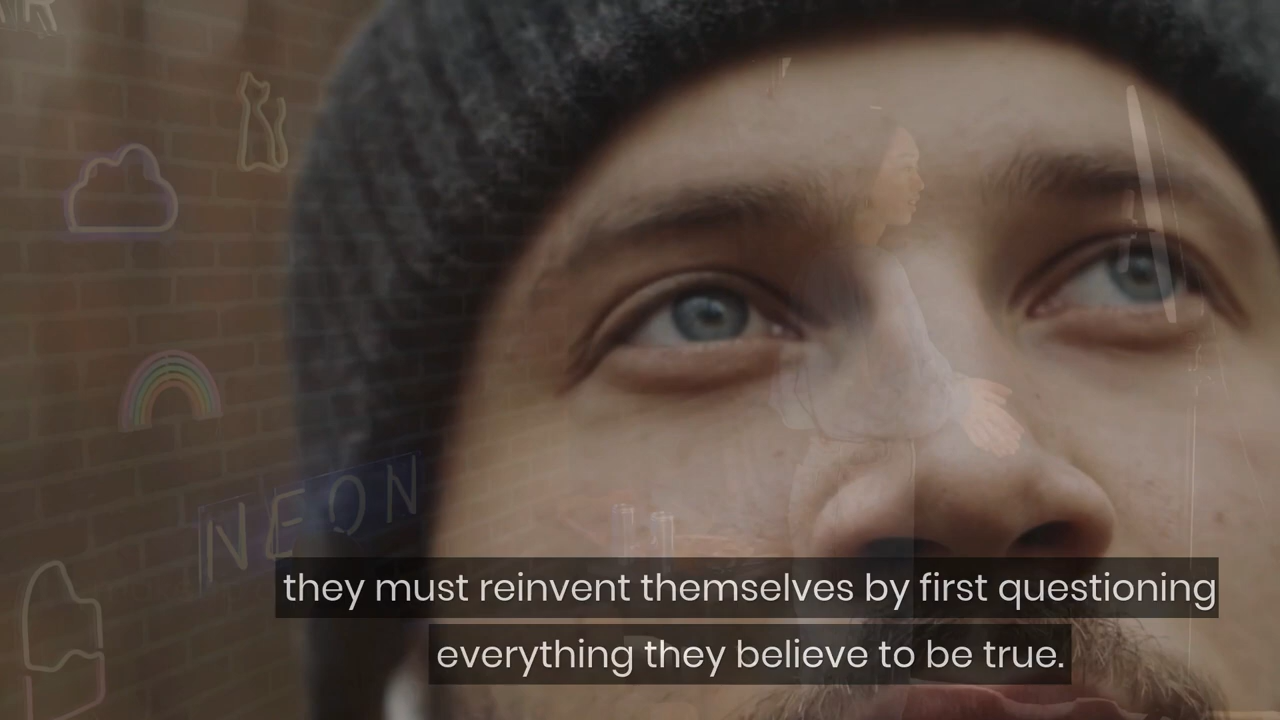 NEON
they must reinvent themselves by first questioning
everything they believe to be true.